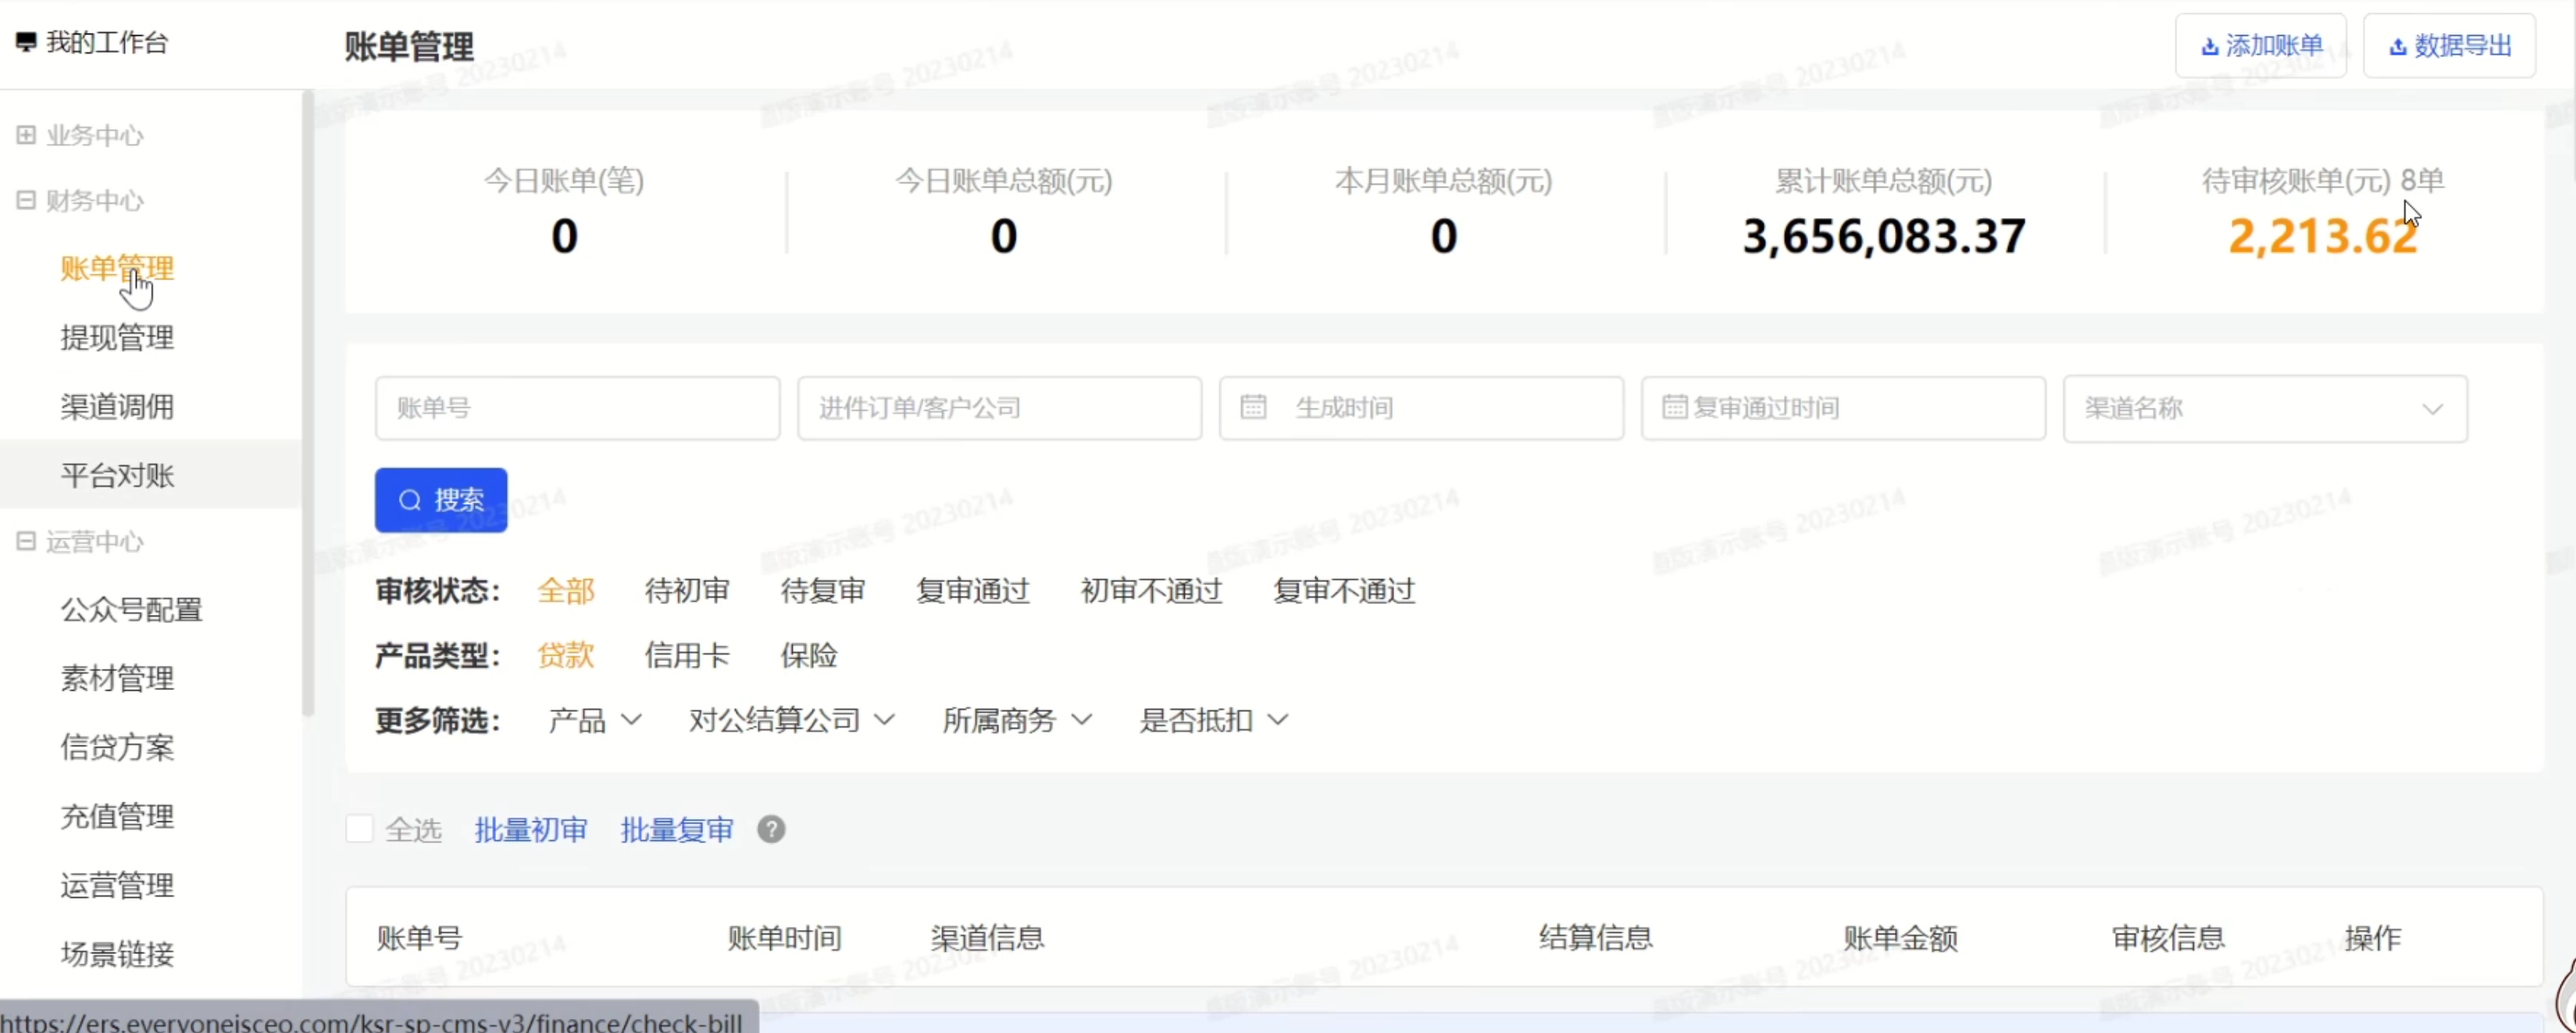 我的工作台
账单管理
添加账单
数据导出
业务中心
财务中心
账单管理
提现管理
渠道调佣
平台对账
运营中心
公众号配置
素材管理
信贷方案
充值管理
运营管理
场景链接
今日账单(笔)
0
今日账单总额(元)
0
本月账单总额(元)
0
累计账单总额(元)
3,656,083.37
待审核账单(元) 8单
2,213.62
账单号
进件订单/客户公司
生成时间
复审通过时间
渠道名称
搜索
审核状态: 全部 待初审 待复审 复审通过 初审不通过 复审不通过
产品类型: 贷款 信用卡 保险
更多筛选: 产品 对公结算公司 所属商务 是否抵扣
全选 批量初审 批量复审 ?
账单号 账单时间 渠道信息 结算信息 账单金额 审核信息 操作
版演示账号 20230214
https://ers.everyoneisceo.com/ksr-sp-cms-v3/finance/check-bill